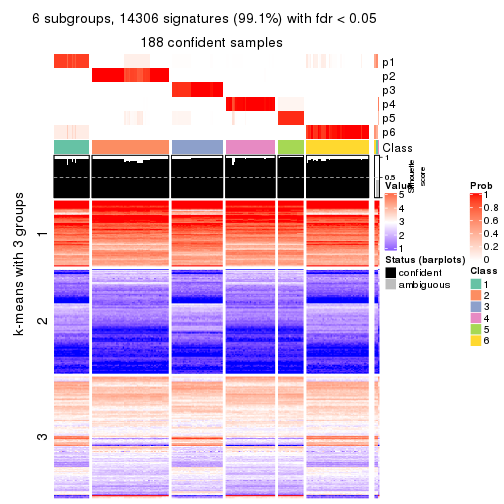 6 subgroups, 14306 signatures (99.1%) with fdr < 0.05
188 confident samples
p1
p2
p3
p4
p5
p6
Class
1
0.5
Silhouette
score
k-means with 3 groups
1
2
3
Value
5
4
3
2
1
Status (barplots)
confident
ambiguous
Prob
1
0.8
0.6
0.4
0.2
0
Class
1
2
3
4
5
6